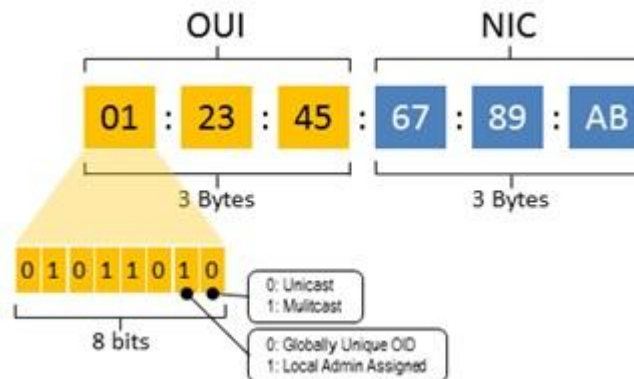 OUI NIC
01 : 23 : 45 : 67 : 89 : AB
3 Bytes 3 Bytes
0 1 0 1 1 0 1 0
0: Unicast
1: Mulitcast
8 bits
0: Globally Unique OID
1: Local Admin Assigned